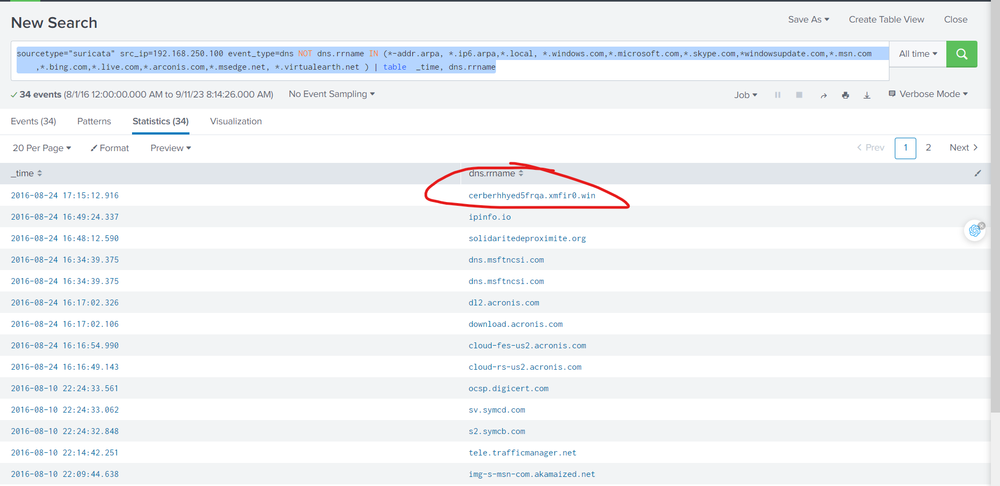 New Search
Save As Create Table View Close
sourcetype="suricata" src_ip=192.168.250.100 event_type=dns NOT dns.rrname IN (*-addr.arpa, *.ip6.arpa,*.local, *.windows.com,*.microsoft.com,*.skype.com,*windowsupdate.com,*.msn.com
,*.bing.com,*.live.com,*.arconis.com,*.msedge.net, *.virtualearth.net ) | table _time, dns.rrname
All time
34 events (8/1/16 12:00:00.000 AM to 9/11/23 8:14:26.000 AM) No Event Sampling
Job Verbose Mode
Events (34) Patterns Statistics (34) Visualization
20 Per Page Format Preview
Prev 1 2 Next
_time dns.rrname
2016-08-24 17:15:12.916 cerberhhyed5frqa.xmfir0.win
2016-08-24 16:49:24.337 ipinfo.io
2016-08-24 16:48:12.590 solidaritedeproximite.org
2016-08-24 16:34:39.375 dns.msftncsi.com
2016-08-24 16:34:39.375 dns.msftncsi.com
2016-08-24 16:17:02.326 dl2.acronis.com
2016-08-24 16:17:02.106 download.acronis.com
2016-08-24 16:16:54.990 cloud-fes-us2.acronis.com
2016-08-24 16:16:49.143 cloud-rs-us2.acronis.com
2016-08-10 22:24:33.561 ocsp.digicert.com
2016-08-10 22:24:33.062 sv.symcd.com
2016-08-10 22:24:32.848 s2.symcb.com
2016-08-10 22:14:42.251 tele.trafficmanager.net
2016-08-10 22:09:44.638 img-s-msn-com.akamaized.net